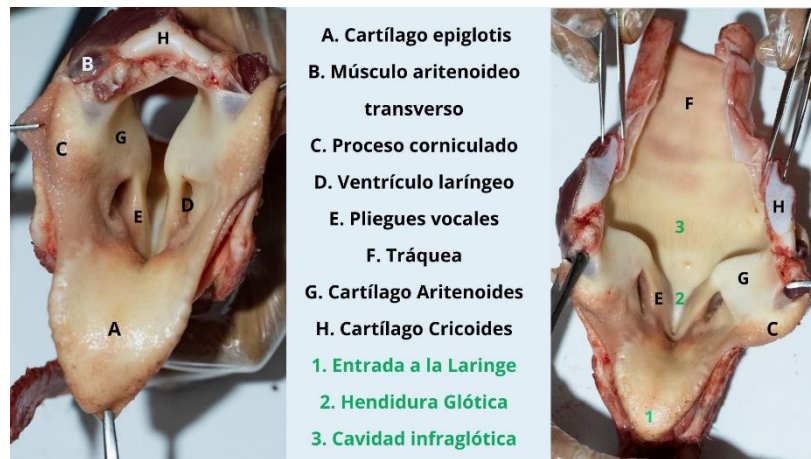 H
B
C
G
E
D
A
A. Cartílago epiglotis
B. Músculo aritenoideo
transverso
C. Proceso corniculado
D. Ventrículo laríngeo
E. Pliegues vocales
F. Tráquea
G. Cartílago Aritenoides
H. Cartílago Cricoides
1. Entrada a la Laringe
2. Hendidura Glótica
3. Cavidad infraglótica
F
H
3
G
E
2
C
1